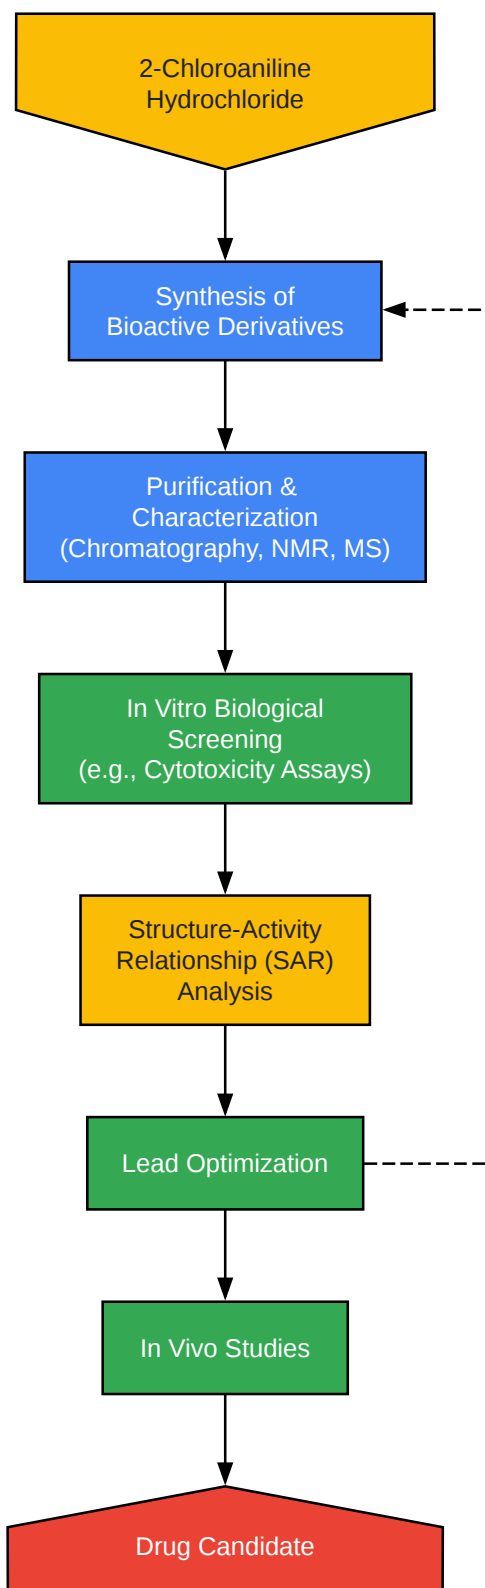 2-Chloroaniline
Hydrochloride
Synthesis of
Bioactive Derivatives
Purification &
Characterization
(Chromatography, NMR, MS)
In Vitro Biological
Screening
(e.g., Cytotoxicity Assays)
Structure-Activity
Relationship (SAR)
Analysis
Lead Optimization
In Vivo Studies
Drug Candidate